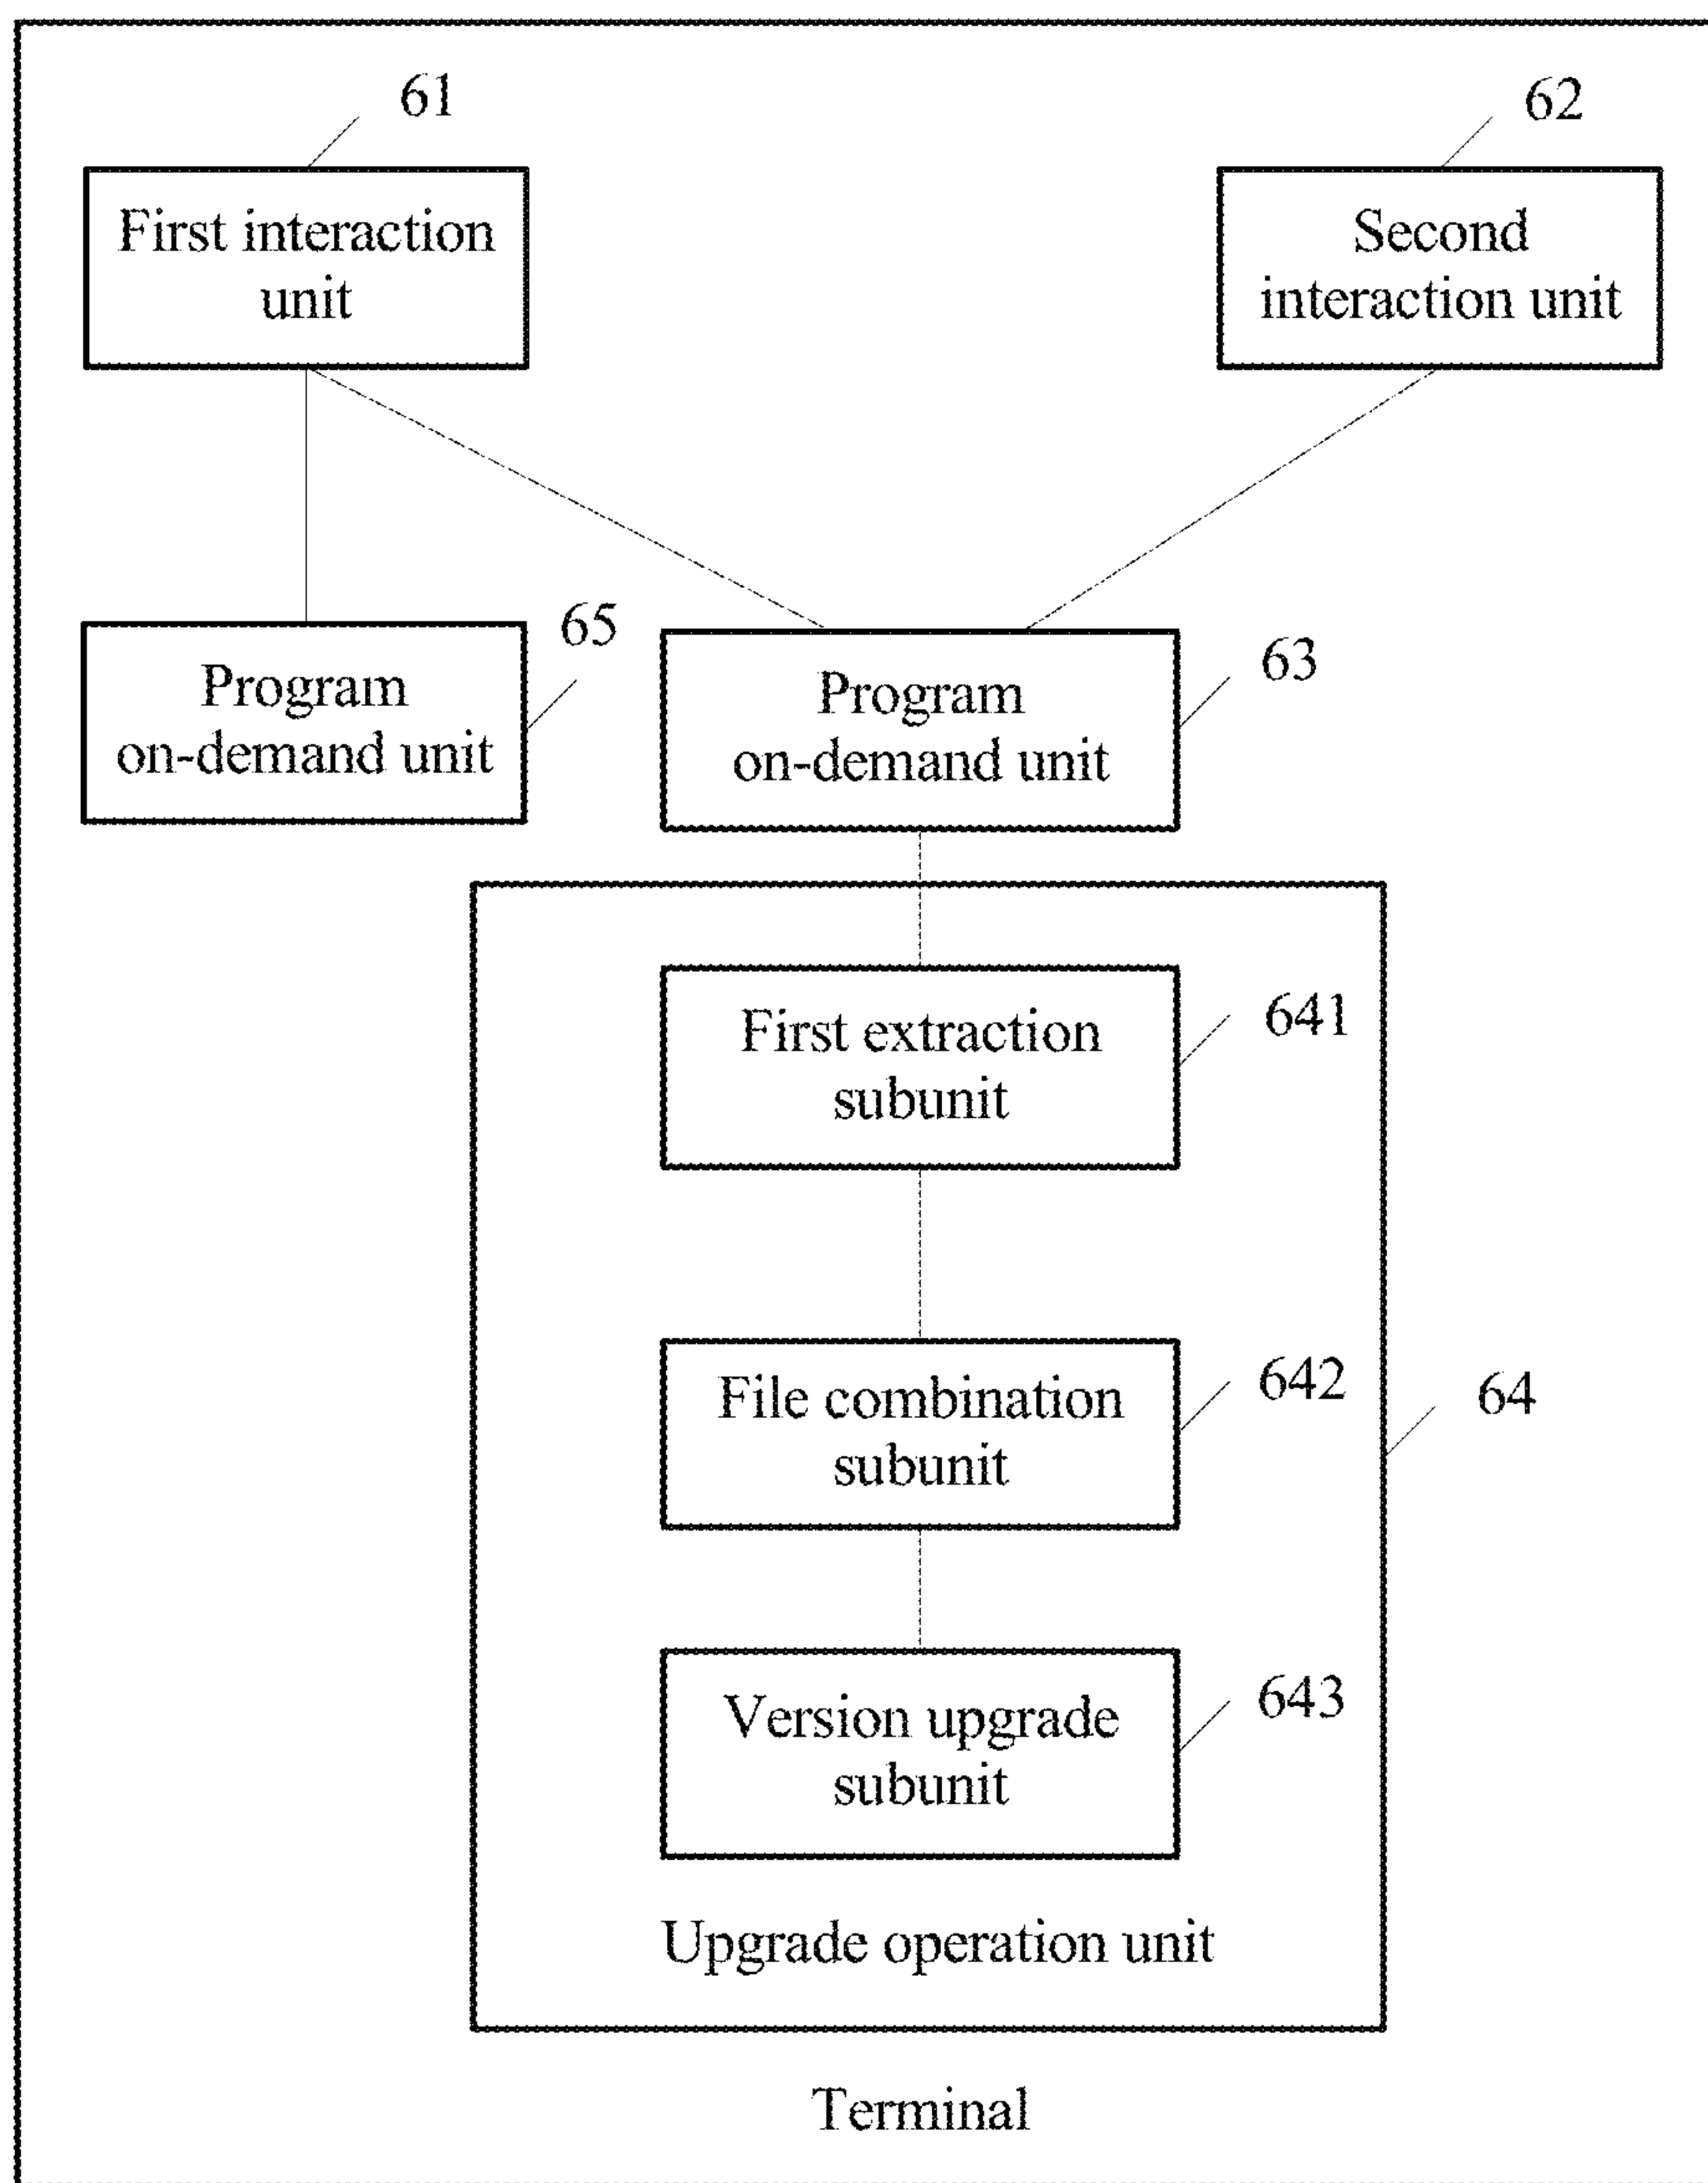 61
62
First interaction
unit
Second
interaction unit
65
63
Program
on-demand unit
Program
on-demand unit
First extraction
subunit
641
File combination
subunit
642
64
Version upgrade
subunit
643
Upgrade operation unit
Terminal